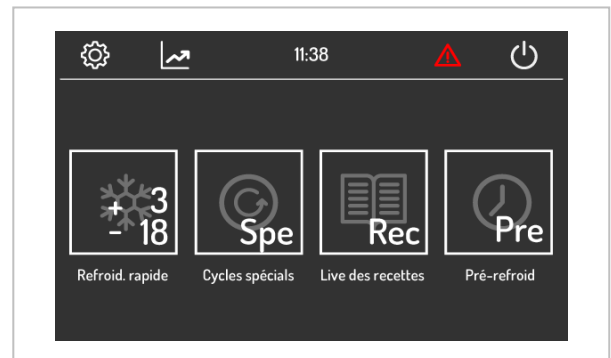 11:38
+ 3
- 18
Spe
Rec
Pre
Refroid. rapide
Cycles spécials
Live des recettes
Pré-refroid